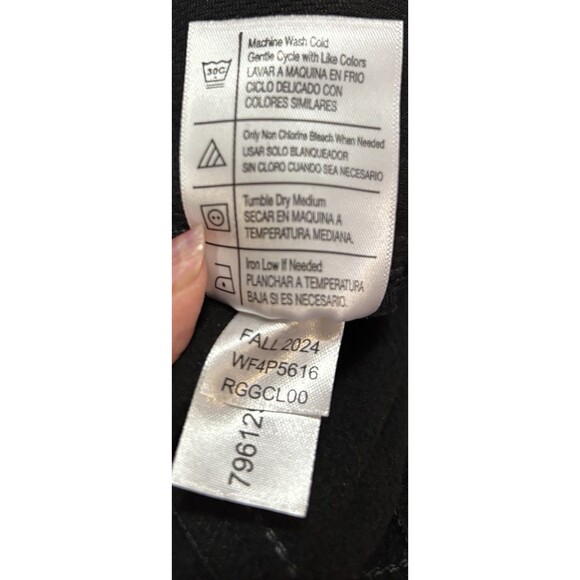 Machine Wash Cold
Gentle Cycle with Like Colors
LAVAR A MAQUINA EN FRIO
CICLO DELICADO CON
COLORES SIMILARES
30C
Only Non Chlorine Bleach When Needed
USAR SOLO BLANQUEADOR
SIN CLORO CUANDO SEA NECESARIO
Tumble Dry Medium
SECAR EN MAQUINA A
TEMPERATURA MEDIANA.
Iron Low If Needed
PLANCHAR A TEMPERATURA
BAJA SI ES NECESARIO.
FALL 2024
WF4P5616
RGGCL00
79612